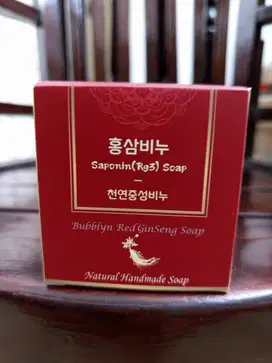 홍삼비누
Saponin(Rg3) Soap
천연중성비누
Bubblyn Red GinSeng Soap
Natural Handmade Soap